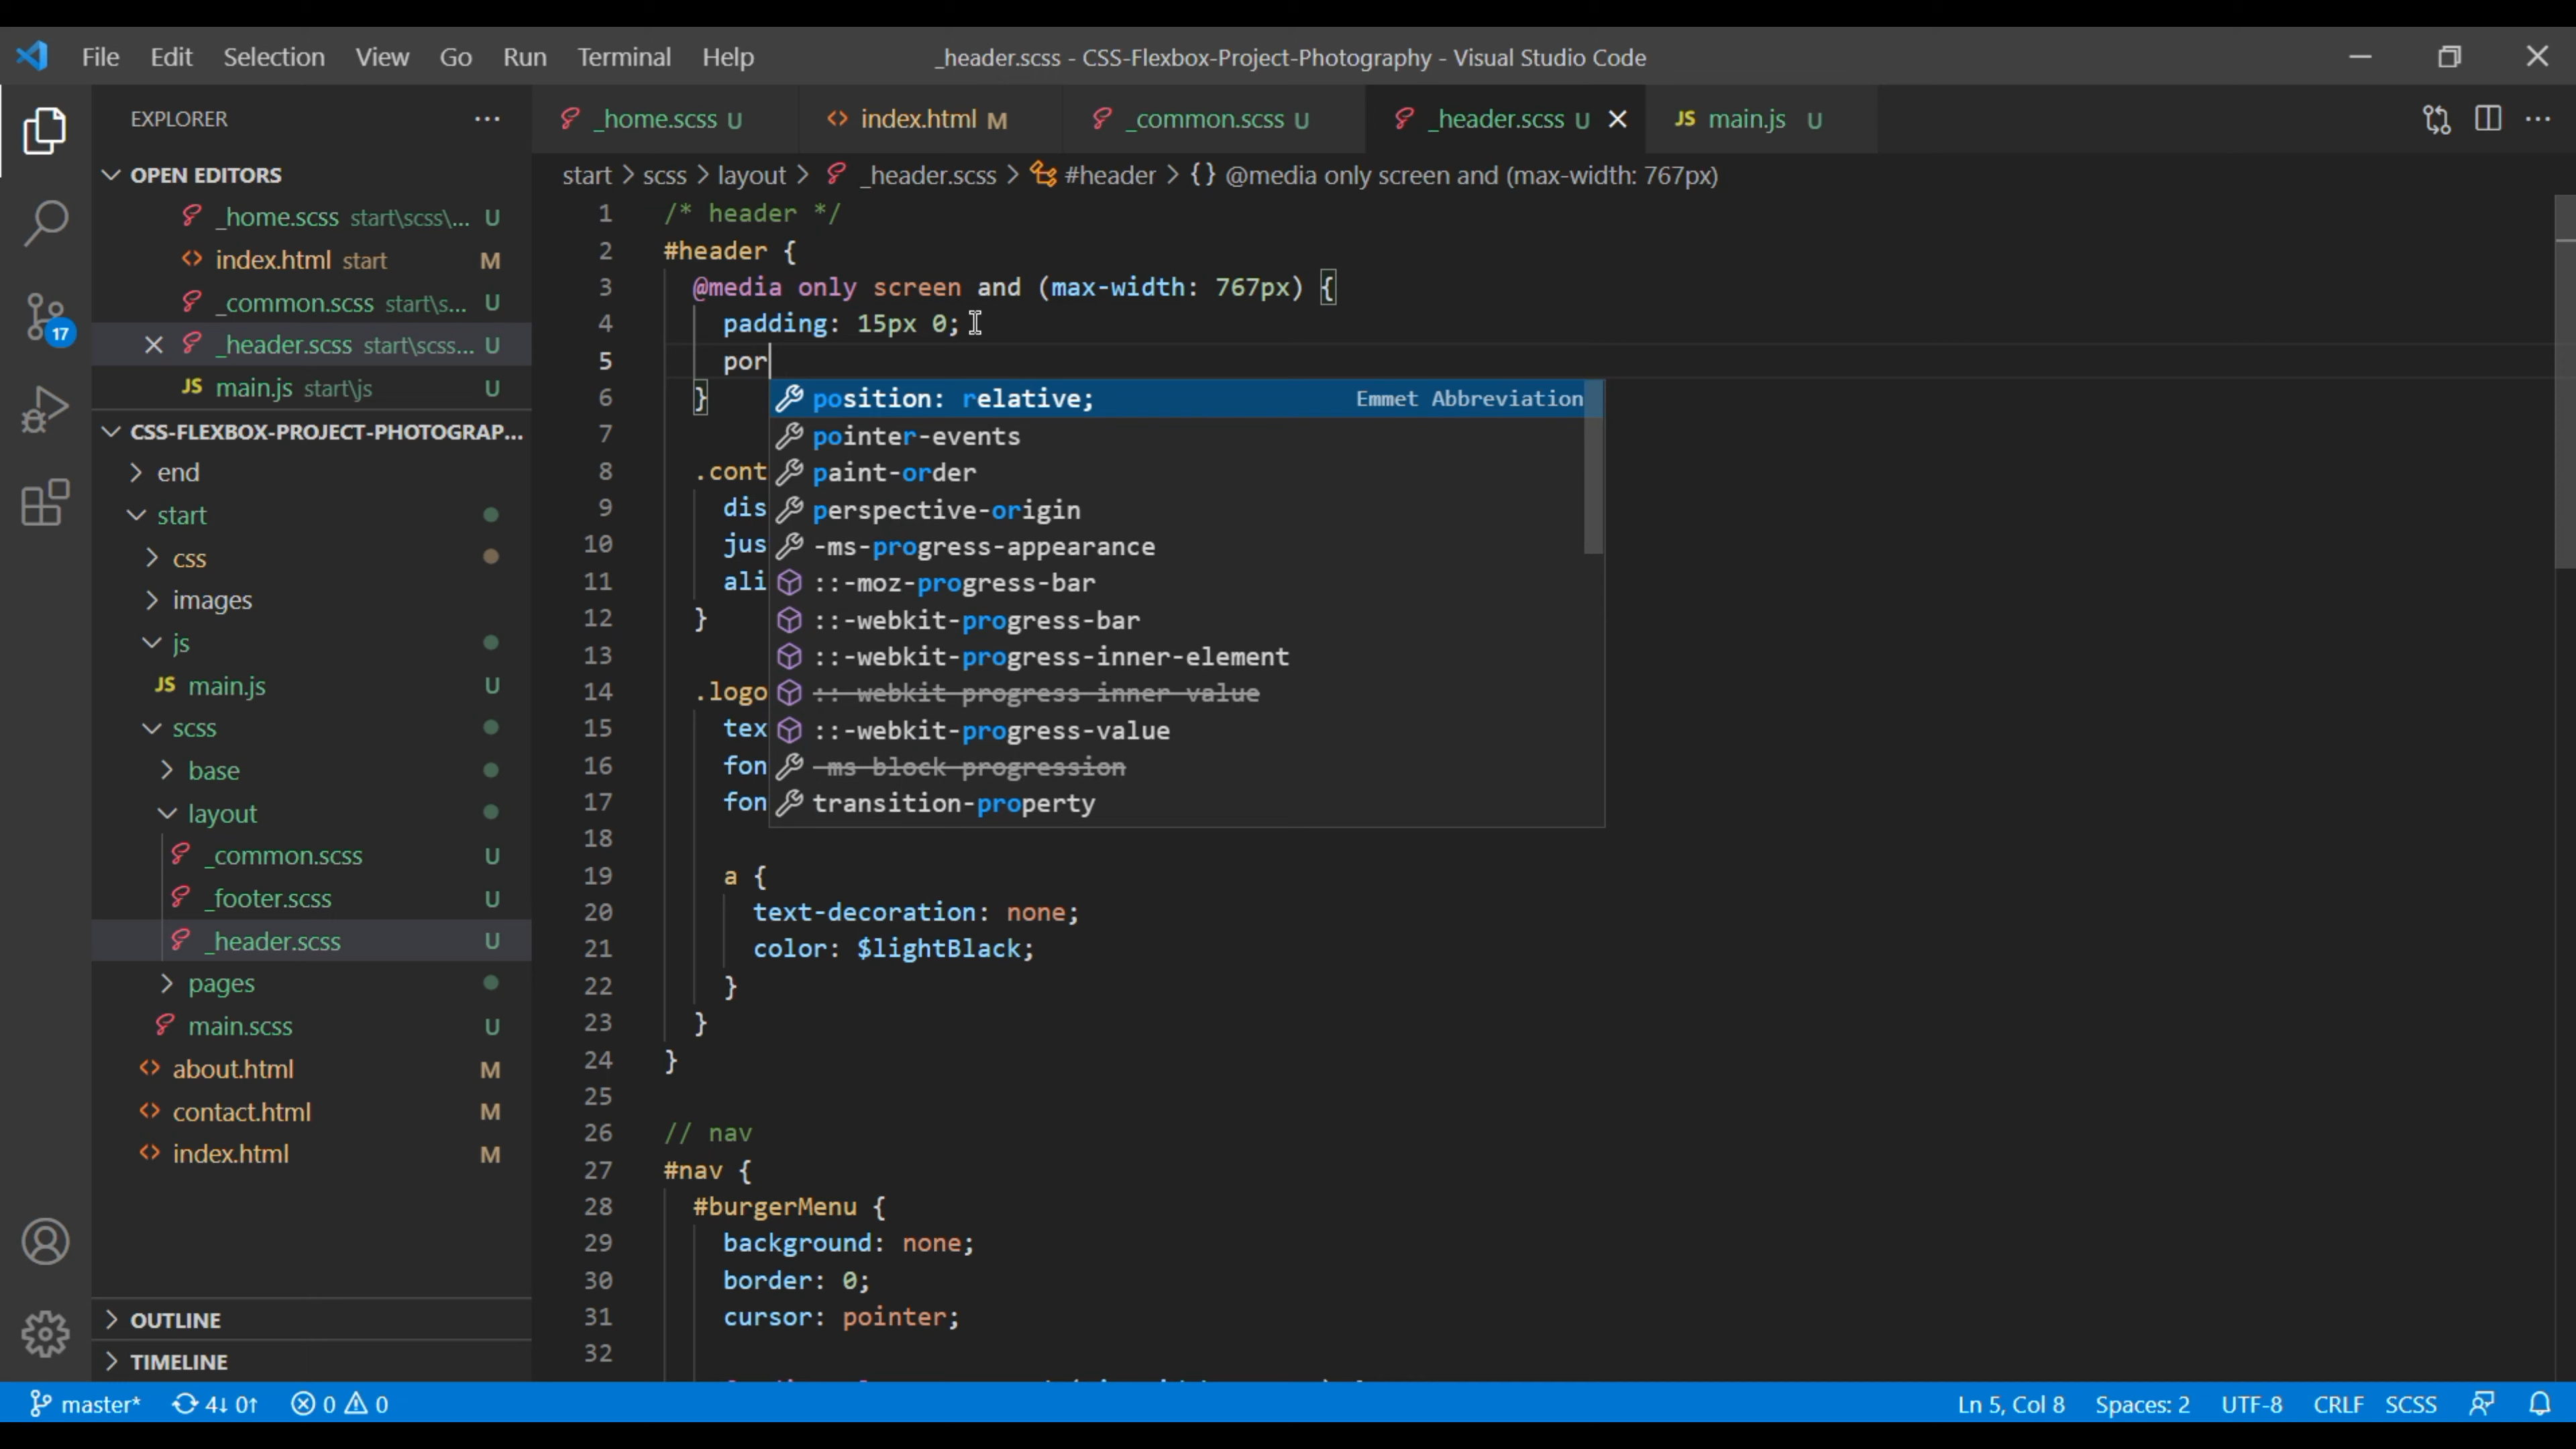 File Edit Selection View Go Run Terminal Help _header.scss - CSS-Flexbox-Project-Photography - Visual Studio Code
EXPLORER ···
_home.scss U index.html M _common.scss U _header.scss U main.js U ···
OPEN EDITORS
_home.scss start\scss\... U
index.html start M
_common.scss start\s... U
_header.scss start\scss... U
main.js start\js U
CSS-FLEXBOX-PROJECT-PHOTOGRAP...
end
start
css
images
js
JS main.js U
scss
base
layout
_common.scss U
_footer.scss U
_header.scss U
pages
main.scss U
about.html M
contact.html M
index.html M
OUTLINE
TIMELINE
17
start > scss > layout > _header.scss > #header > {} @media only screen and (max-width: 767px)
1 /* header */
2 #header {
3 @media only screen and (max-width: 767px) {
4 padding: 15px 0;
5 por
6 }
7
8 .cont
9 dis
10 jus
11 ali
12 }
13
14 .logo
15 tex
16 fon
17 fon
18
19 a {
20 text-decoration: none;
21 color: $lightBlack;
22 }
23 }
24 }
25
26 // nav
27 #nav {
28 #burgerMenu {
29 background: none;
30 border: 0;
31 cursor: pointer;
32
position: relative; Emmet Abbreviation
pointer-events
paint-order
perspective-origin
-ms-progress-appearance
::-moz-progress-bar
::-webkit-progress-bar
::-webkit-progress-inner-element
::-webkit-progress-inner-value
::-webkit-progress-value
-ms-block-progression
transition-property
master* 4↓ 0↑ 0 0 Ln 5, Col 8 Spaces: 2 UTF-8 CRLF SCSS